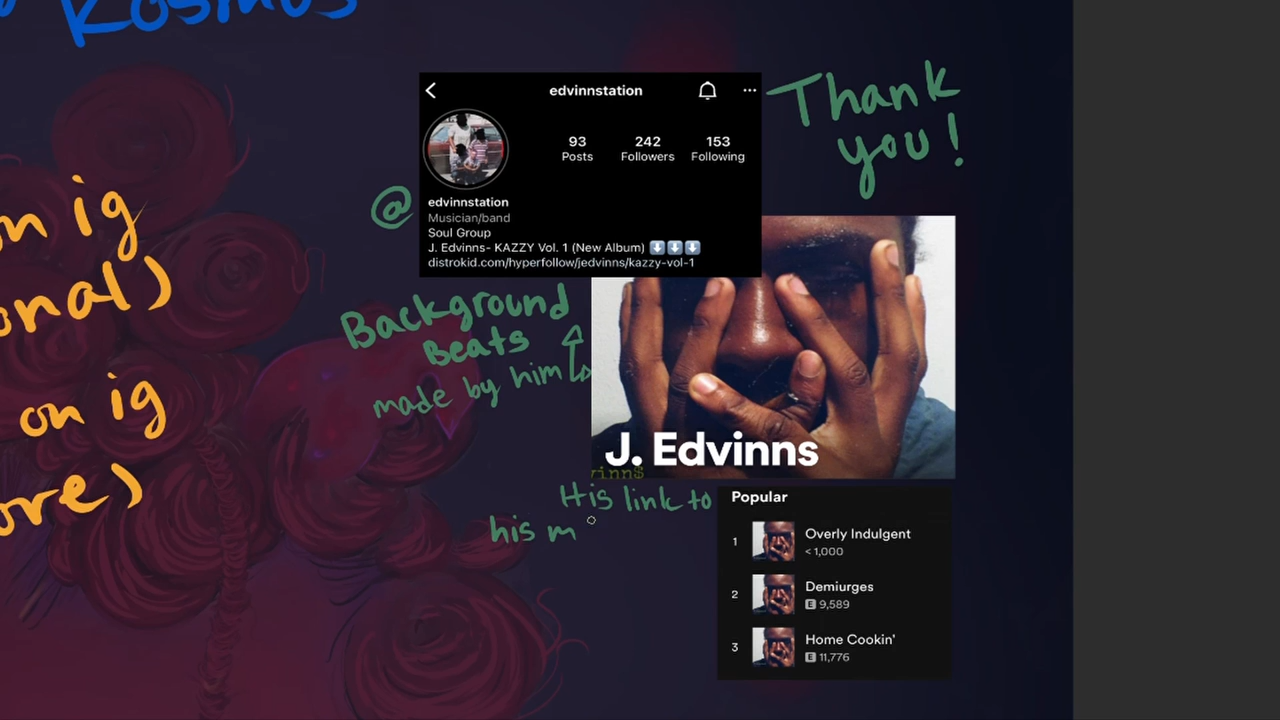 Kosmos
on ig
onal)
on ig
ore)
edvinnstation
93
Posts
242
Followers
153
Following
@
edvinnstation
Musician/band
Soul Group
J. Edvinns- KAZZY Vol. 1 (New Album) ⬇️⬇️⬇️
distrokid.com/hyperfollow/jedvinns/kazzy-vol-1
Thank
you!
Background
Beats
made by him
J. Edvinns
vinn$
His link to
his m
Popular
1 Overly Indulgent
< 1,000
2 Demiurges
E 9,589
3 Home Cookin'
E 11,776